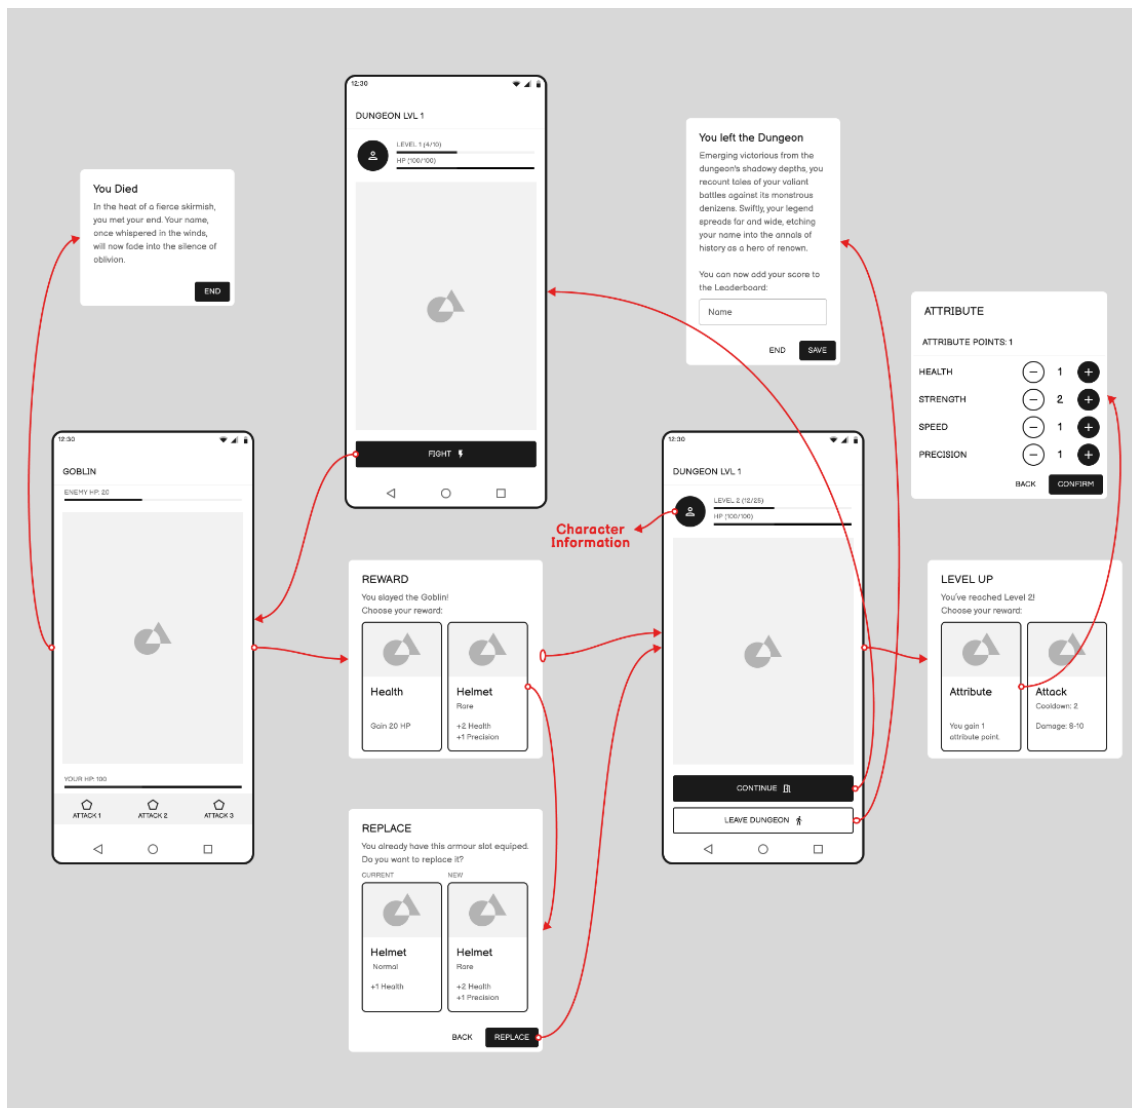 12:30
DUNGEON LVL 1
LEVEL 1 (4/10)
HP (100/100)
FIGHT
You Died
In the heat of a fierce skirmish,
you met your end. Your name,
once whispered in the winds,
will now fade into the silence of
oblivion.
END
You left the Dungeon
Emerging victorious from the
dungeon's shadowy depths, you
recount tales of your valiant
battles against its monstrous
denizens. Swiftly, your legend
spreads far and wide, etching
your name into the annals of
history as a hero of renown.
You can now add your score to
the Leaderboard:
Name
END SAVE
ATTRIBUTE
ATTRIBUTE POINTS: 1
HEALTH 1
STRENGTH 2
SPEED 1
PRECISION 1
BACK CONFIRM
12:30
GOBLIN
ENEMY HP: 20
YOUR HP: 100
ATTACK 1 ATTACK 2 ATTACK 3
REWARD
You slayed the Goblin!
Choose your reward:
Health
Gain 20 HP
Helmet
Rare
+2 Health
+1 Precision
REPLACE
You already have this armour slot equiped.
Do you want to replace it?
CURRENT NEW
Helmet
Normal
+1 Health
Helmet
Rare
+2 Health
+1 Precision
BACK REPLACE
Character
Information
12:30
DUNGEON LVL 1
LEVEL 2 (12/25)
HP (100/100)
CONTINUE
LEAVE DUNGEON
LEVEL UP
You've reached Level 2!
Choose your reward:
Attribute
You gain 1
attribute point.
Attack
Cooldown: 2
Damage: 8-10